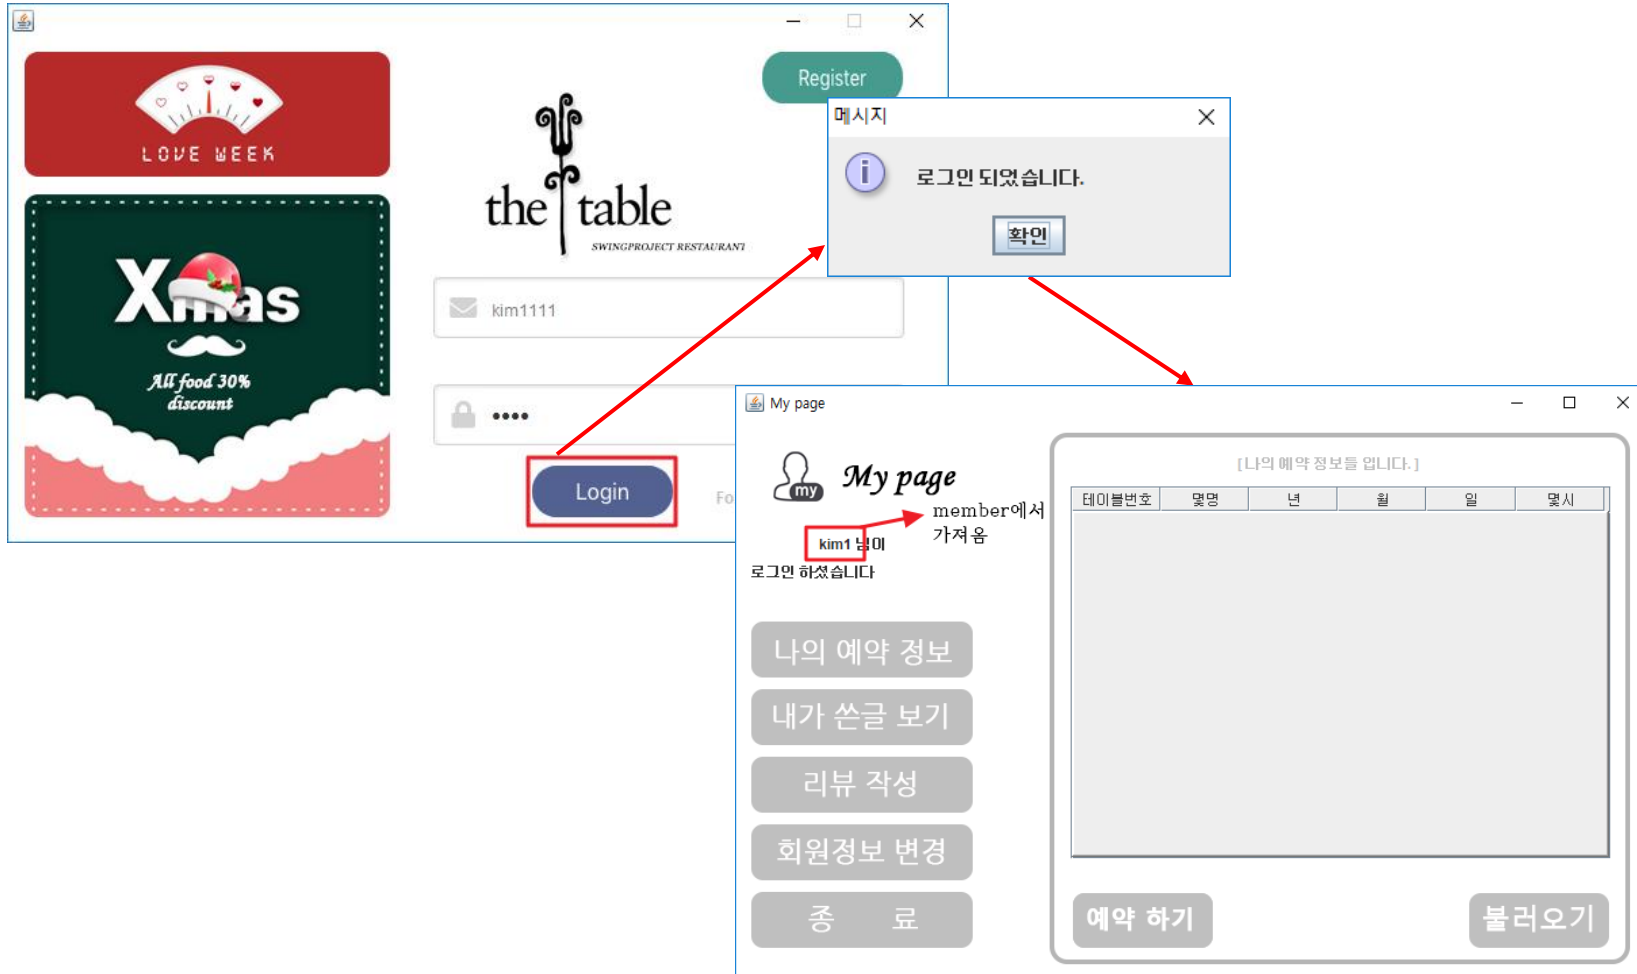 Register
LOVE WEEK
the table
SWINGPROJECT RESTAURANT
Xmas
All food 30%
discount
kim1111
••••
Login
Fo
메시지
i
로그인 되었습니다.
확인
My page
my
My page
member에서
가져옴
kim1 님이
로그인 하셨습니다
나의 예약 정보
내가 쓴글 보기
리뷰 작성
회원정보 변경
종 료
[나의 예약 정보들 입니다.]
테이블번호 몇명 년 월 일 몇시
예약 하기
불러오기